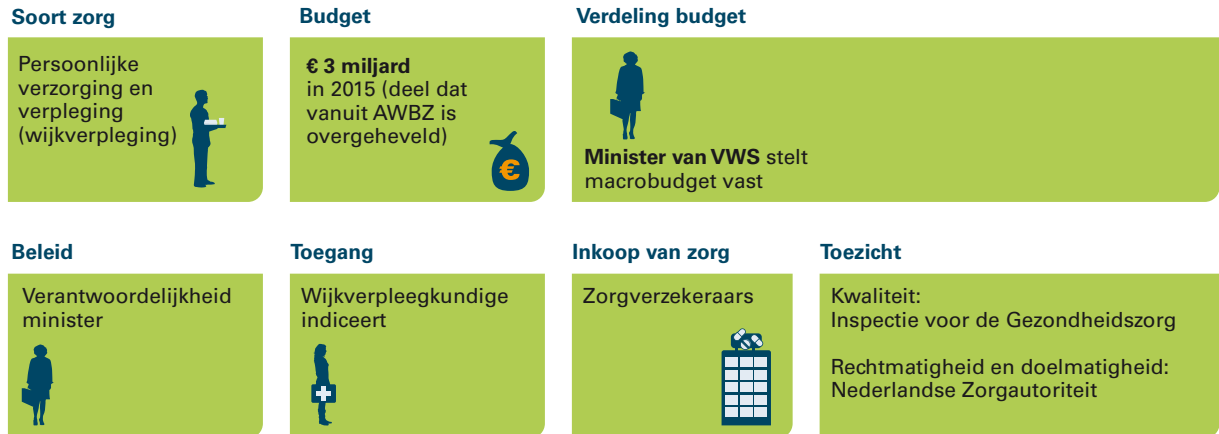 Soort zorg
Persoonlijke
verzorging en
verpleging
(wijkverpleging)
Budget
€ 3 miljard
in 2015 (deel dat
vanuit AWBZ is
overgeheveld)
€
Verdeling budget
Minister van VWS stelt
macrobudget vast
Beleid
Verantwoordelijkheid
minister
Toegang
Wijkverpleegkundige
indiceert
Inkoop van zorg
Zorgverzekeraars
Toezicht
Kwaliteit:
Inspectie voor de Gezondheidszorg
Rechtmatigheid en doelmatigheid:
Nederlandse Zorgautoriteit